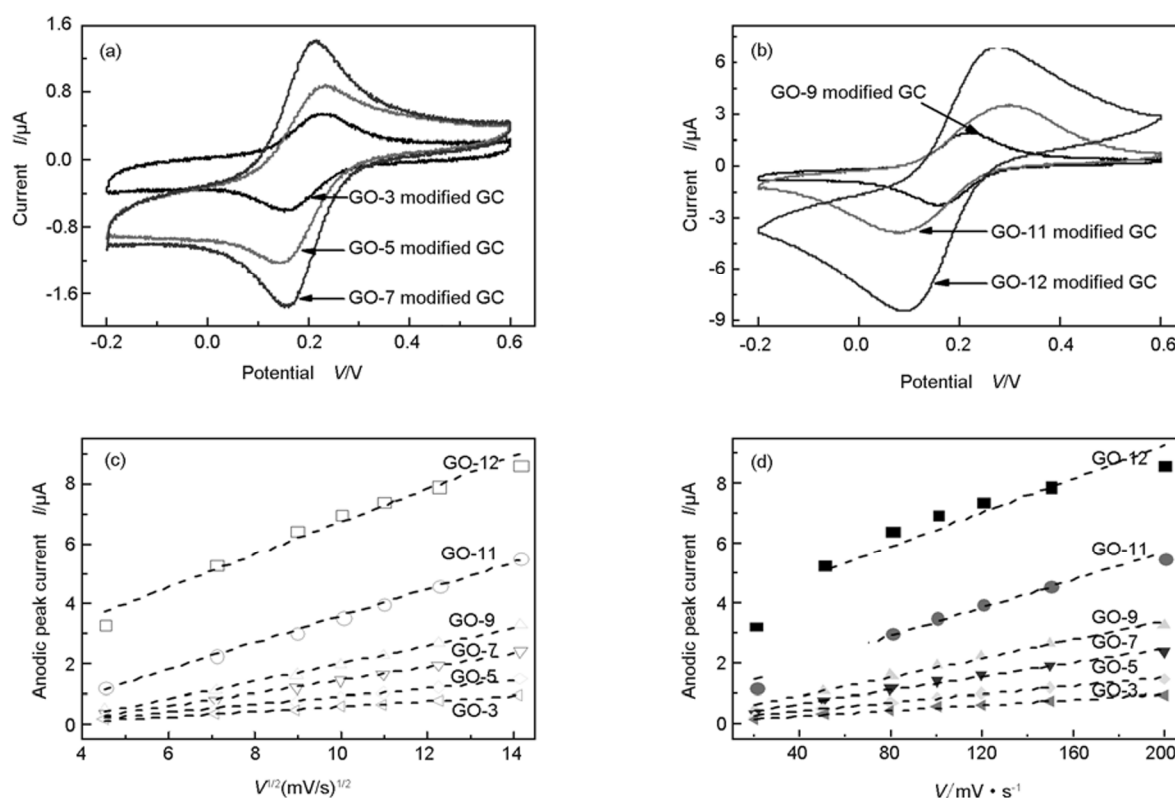 (a)
1.6
0.8
0.0
-0.8
-1.6
Current I/μA
GO-3 modified GC
GO-5 modified GC
GO-7 modified GC
-0.2 0.0 0.2 0.4 0.6
Potential V/V
(b)
6
3
0
-3
-6
-9
Current I/μA
GO-9 modified GC
GO-11 modified GC
GO-12 modified GC
-0.2 0.0 0.2 0.4 0.6
Potential V/V
(c)
8
6
4
2
0
Anodic peak current I/μA
GO-12
GO-11
GO-9
GO-7
GO-5
GO-3
4 6 8 10 12 14
V1/2(mV/s)1/2
(d)
8
6
4
2
0
Anodic peak current I/μA
GO-12
GO-11
GO-9
GO-7
GO-5
GO-3
40 80 120 160 200
V/mV · s-1